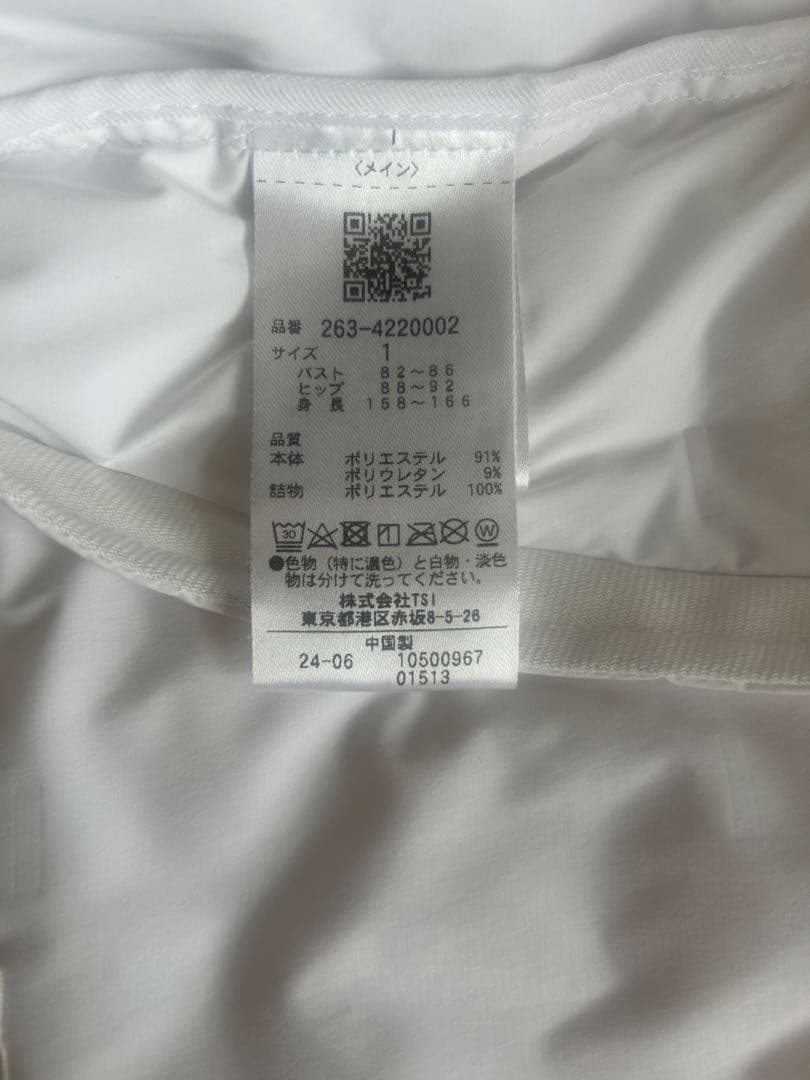 〈メイン〉
品番 263-4220002
サイズ 1
バスト 82～86
ヒップ 88～92
身長 158～166
品質
本体 ポリエステル 91%
ポリウレタン 9%
詰物 ポリエステル 100%
30 W
●色物（特に濃色）と白物・淡色
物は分けて洗ってください。
株式会社TSI
東京都港区赤坂8-5-26
中国製
24-06 10500967
01513